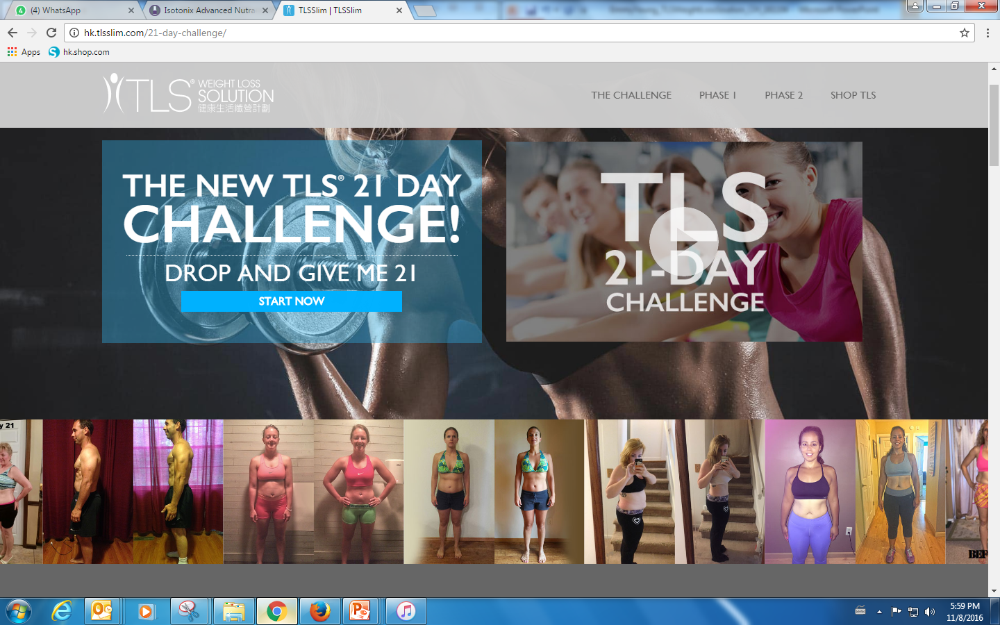 (4) WhatsApp
Isotonix Advanced Nutra
TLSSlim | TLSSlim
hk.tlsslim.com/21-day-challenge/
Apps
hk.shop.com
TLS® WEIGHT LOSS
SOLUTION
健康生活纖營計劃
THE CHALLENGE
PHASE 1
PHASE 2
SHOP TLS
THE NEW TLS® 21 DAY
CHALLENGE!
DROP AND GIVE ME 21
START NOW
TLS
21-DAY
CHALLENGE
y 21
BEF
5:59 PM
11/8/2016